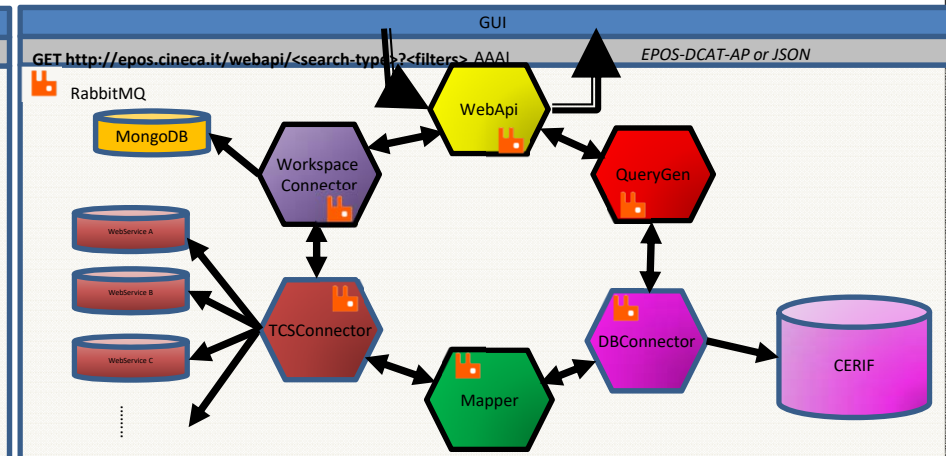 GUI
GET http://epos.cineca.it/webapi/<search-type>?<filters> AAAI
EPOS-DCAT-AP or JSON
RabbitMQ
MongoDB
Workspace
Connector
WebApi
QueryGen
WebService A
WebService B
WebService C
......
TCSConnector
DBConnector
CERIF
Mapper